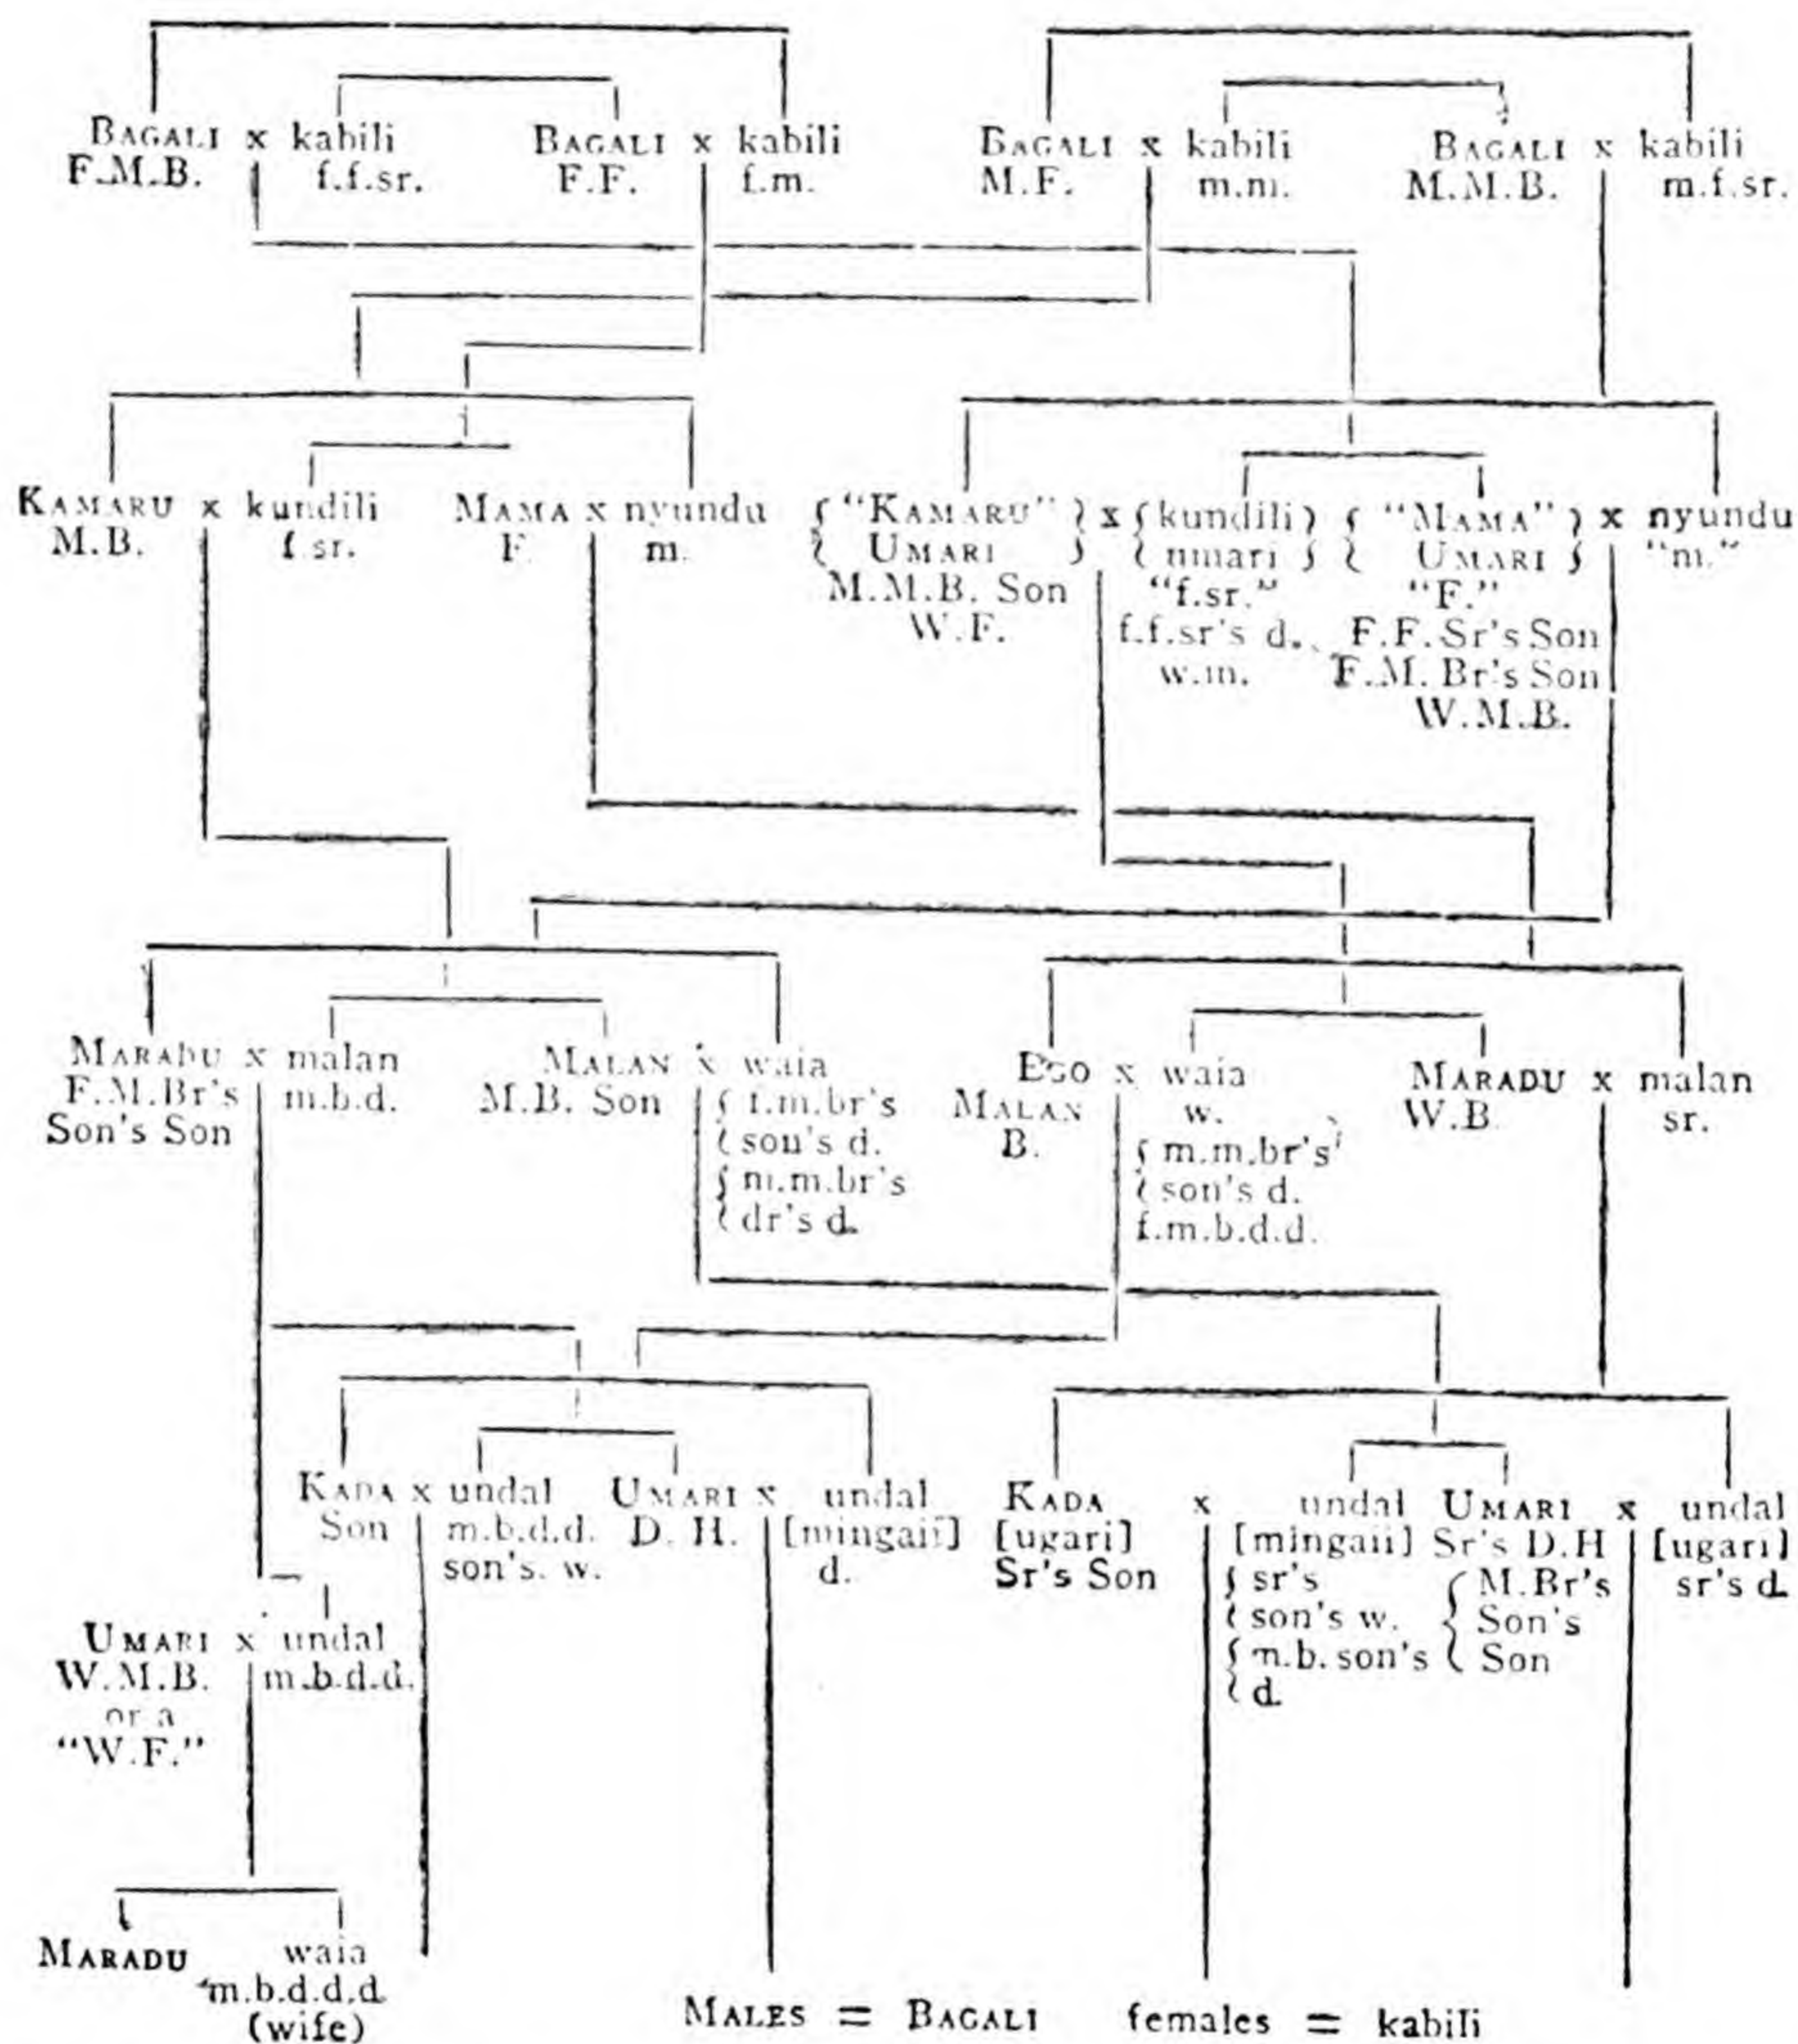 BAGALI x kabili BAGALI x kabili BAGALI x kabili BAGALI x kabili
F.M.B. f.f.sr. F.F. f.m. M.F. m.m. M.M.B. m.f.sr.
KAMARU x kundili MAMA x nyundu { "KAMARU" } x { kundili } { "MAMA" } x nyundu
M.B. f.sr. F. m. { UMARI } { umari } { UMARI } "m."
M.M.B. Son "f.sr." "F."
W.F. f.f.sr's d. F.F. Sr's Son
w.m. F.M. Br's Son
W.M.B.
MARADU x malan MALAN x waia EGO x waia MARADU x malan
F.M.Br's m.b.d. M.B. Son { f.m.br's MALAN w. W.B. sr.
Son's Son { son's d. B. { m.m.br's
{ m.m.br's { son's d.
{ dr's d. f.m.b.d.d.
KADA x undal UMARI x undal KADA x undal UMARI x undal
Son m.b.d.d. D. H. [mingaii] [ugari] [mingaii] Sr's D.H [ugari]
son's. w. d. Sr's Son { sr's { M.Br's sr's d.
{ son's w. { Son's
{ m.b. son's { Son
{ d.
UMARI x undal
W.M.B. m.b.d.d.
or a
"W.F."
MARADU waia
m.b.d.d.d.
(wife)
MALES = BAGALI females = kabili